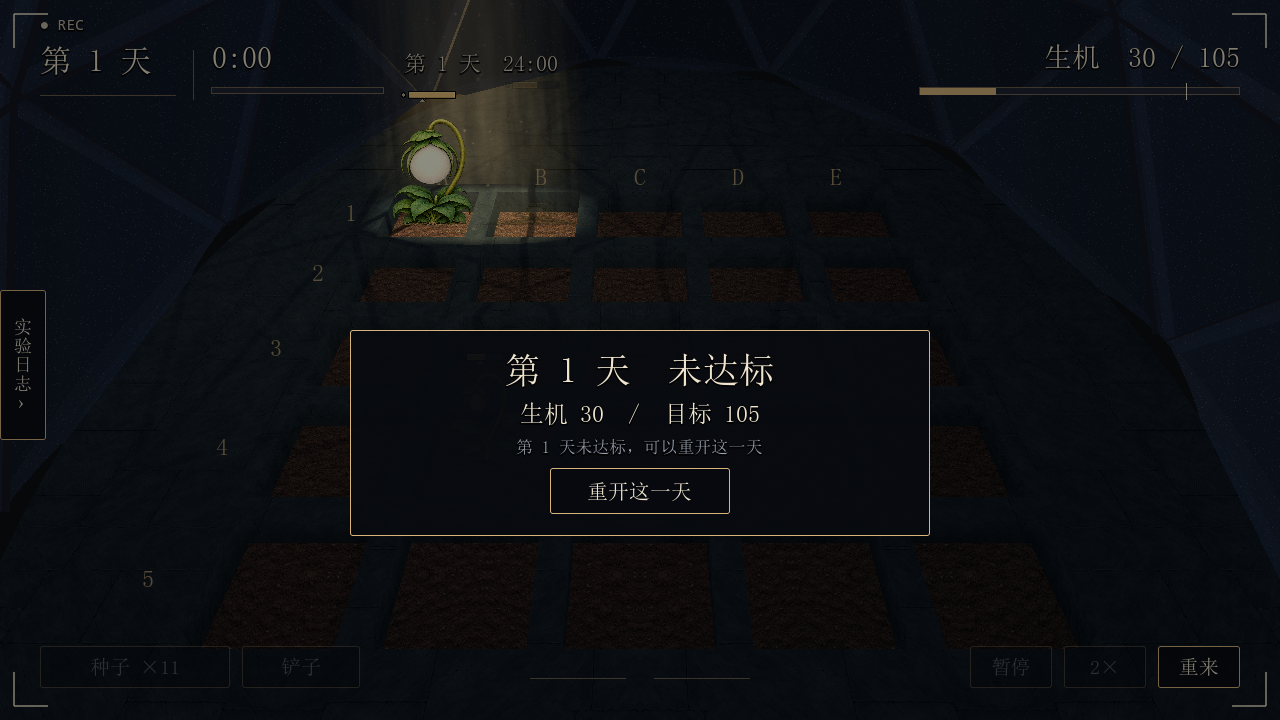 REC
第 1 天
0:00
第 1 天 24:00
生机 30 / 105
A B C D E
1
2
3
4
5
实验日志 ›
第 1 天 未达标
生机 30 / 目标 105
第 1 天未达标，可以重开这一天
重开这一天
种子 ×11
铲子
暂停
2×
重来